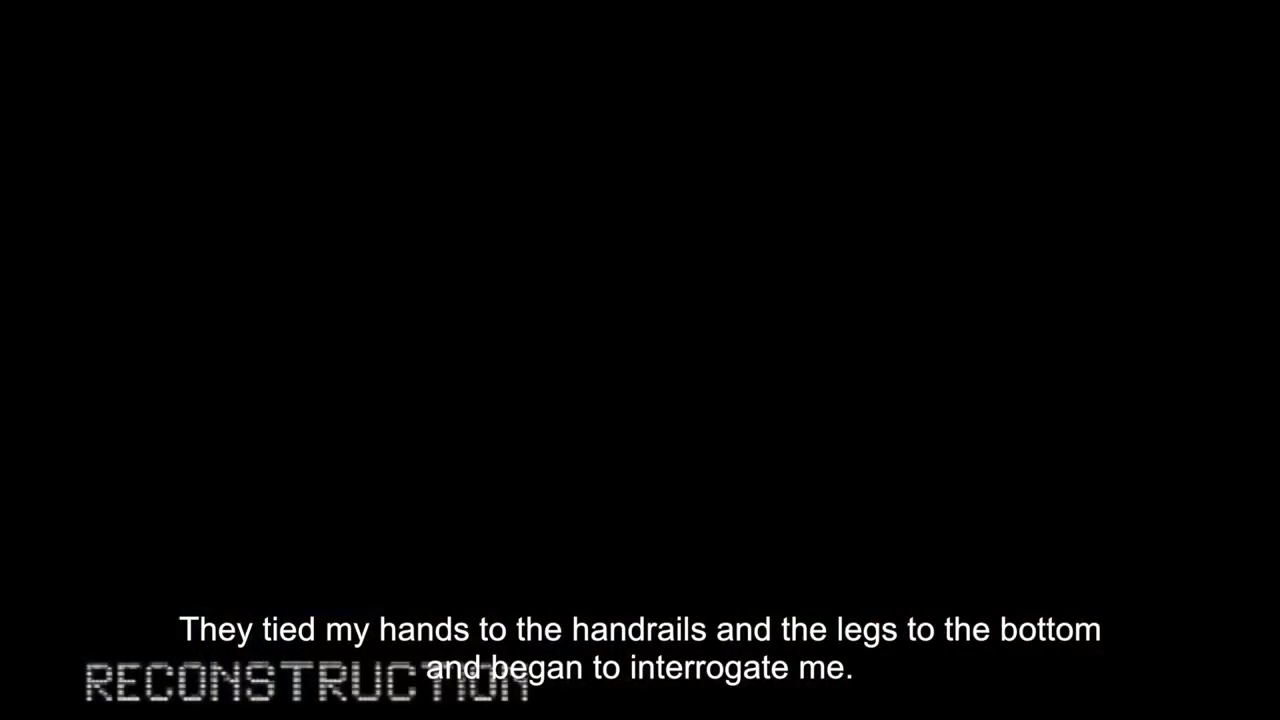 They tied my hands to the handrails and the legs to the bottom
and began to interrogate me.
RECONSTRUCTION